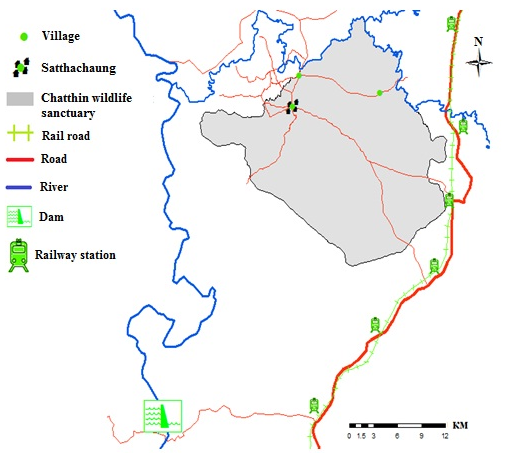 Village
Satthachaung
Chatthin wildlife
sanctuary
Rail road
Road
River
Dam
Railway station
N
KM
0 1.5 3 6 9 12